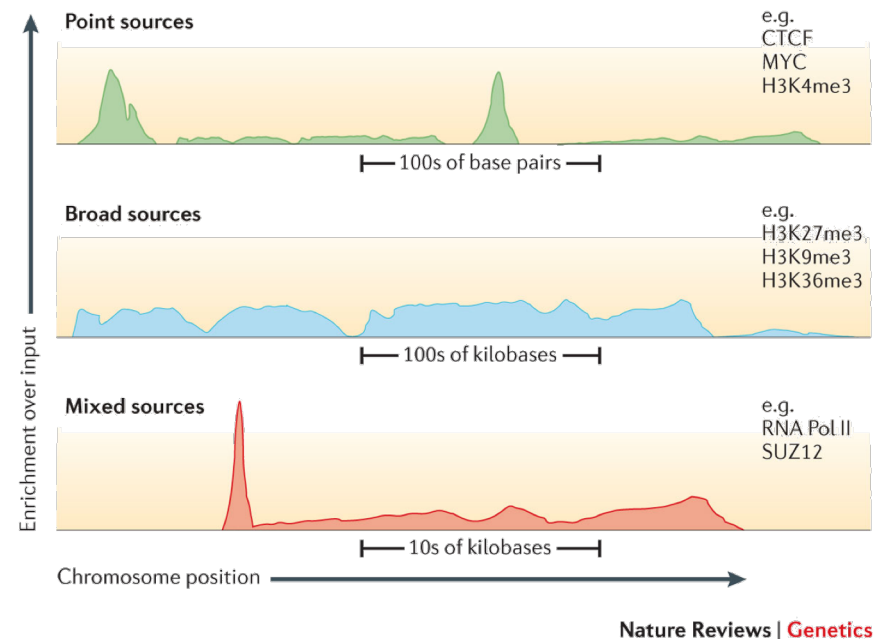 Point sources
e.g.
CTCF
MYC
H3K4me3
100s of base pairs
Broad sources
e.g.
H3K27me3
H3K9me3
H3K36me3
100s of kilobases
Mixed sources
e.g.
RNA Pol II
SUZ12
10s of kilobases
Enrichment over input
Chromosome position
Nature Reviews | Genetics